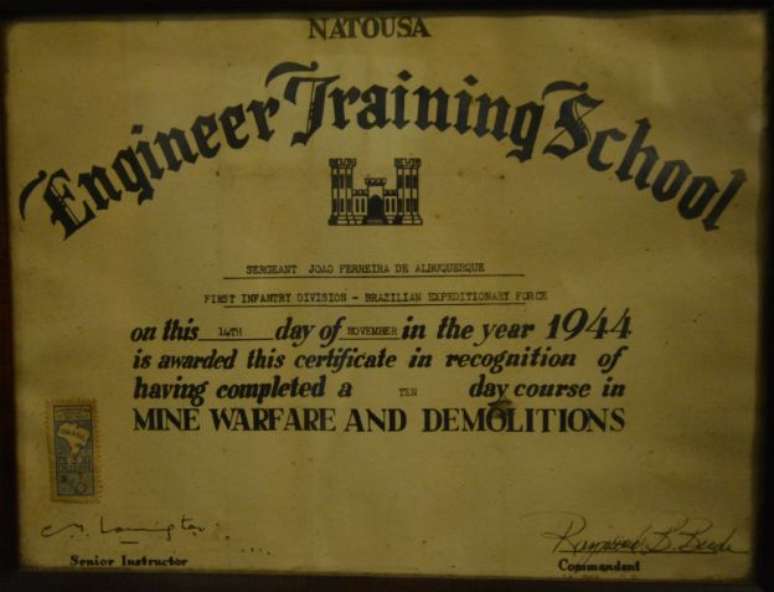 NATOUSA
Engineer Training School
SERGEANT JOAO FERREIRA DE ALBUQUERQUE
FIRST INFANTRY DIVISION - BRAZILIAN EXPEDITIONARY FORCE
on this 14TH day of NOVEMBER in the year 1944
is awarded this certificate in recognition of
having completed a TEN day course in
MINE WARFARE AND DEMOLITIONS
Senior Instructor
Commandant